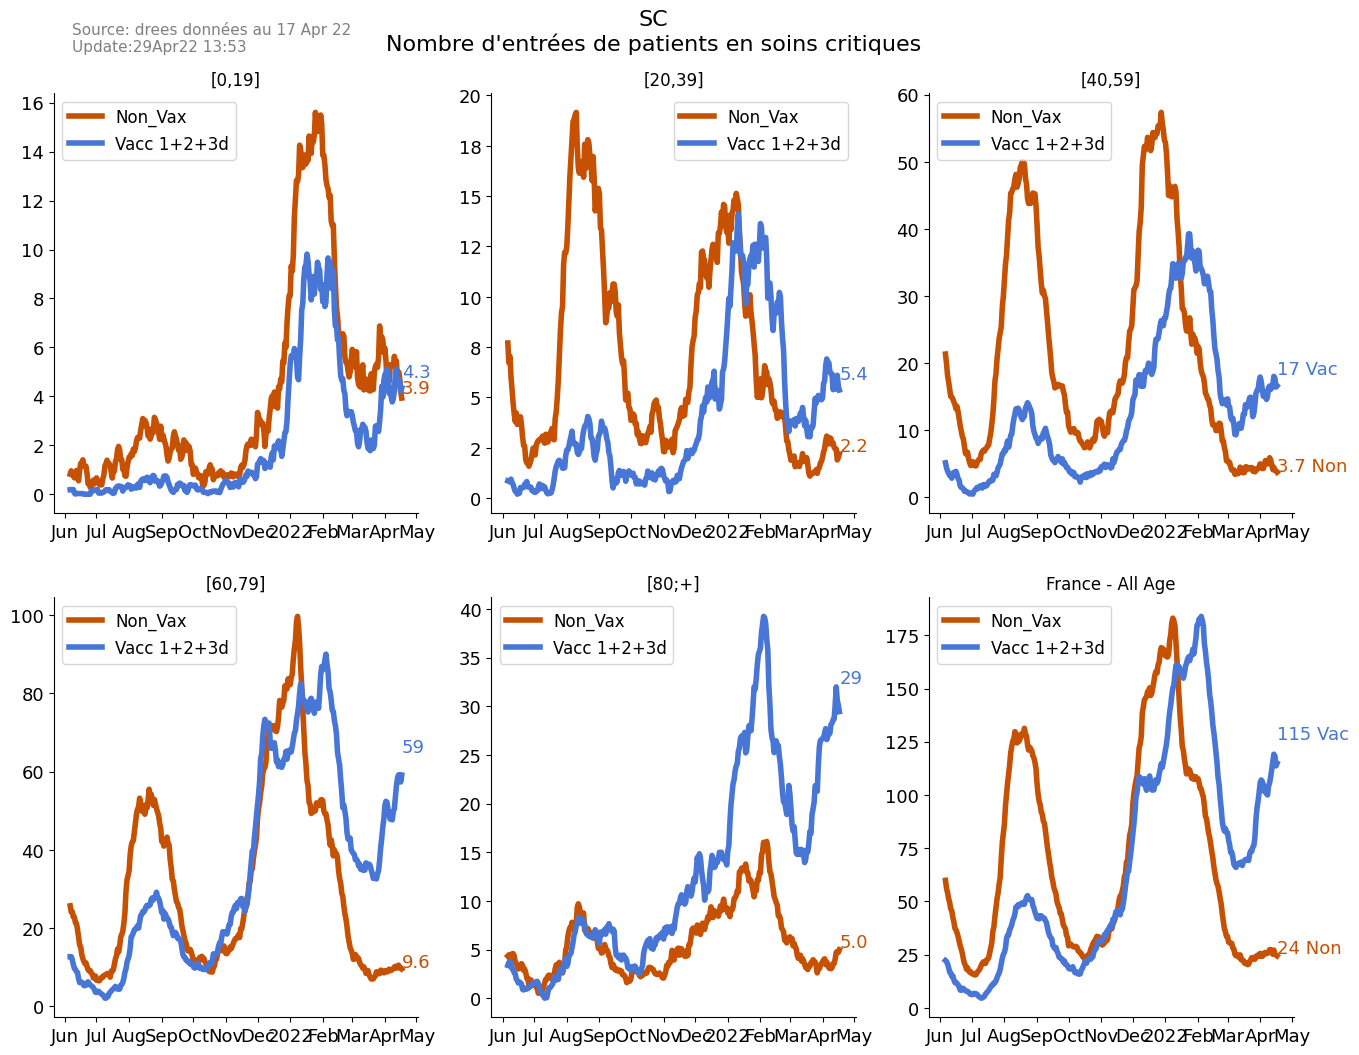 SC
Source: drees données au 17 Apr 22
Nombre d'entrées de patients en soins critiques
Update:29Apr22 13:53
[0,19]
Non_Vax
Vacc 1+2+3d
16
14
12
10
8
6
4
2
0
4.3
3.9
Jun Jul Aug Sep Oct Nov Dec 2022 Feb Mar Apr May
[20,39]
Non_Vax
Vacc 1+2+3d
20
18
15
12
10
8
5
2
0
5.4
2.2
Jun Jul Aug Sep Oct Nov Dec 2022 Feb Mar Apr May
[40,59]
Non_Vax
Vacc 1+2+3d
60
50
40
30
20
10
0
17 Vac
3.7 Non
Jun Jul Aug Sep Oct Nov Dec 2022 Feb Mar Apr May
[60,79]
Non_Vax
Vacc 1+2+3d
100
80
60
40
20
0
59
9.6
Jun Jul Aug Sep Oct Nov Dec 2022 Feb Mar Apr May
[80;+]
Non_Vax
Vacc 1+2+3d
40
35
30
25
20
15
10
5
0
29
5.0
Jun Jul Aug Sep Oct Nov Dec 2022 Feb Mar Apr May
France - All Age
Non_Vax
Vacc 1+2+3d
175
150
125
100
75
50
25
0
115 Vac
24 Non
Jun Jul Aug Sep Oct Nov Dec 2022 Feb Mar Apr May